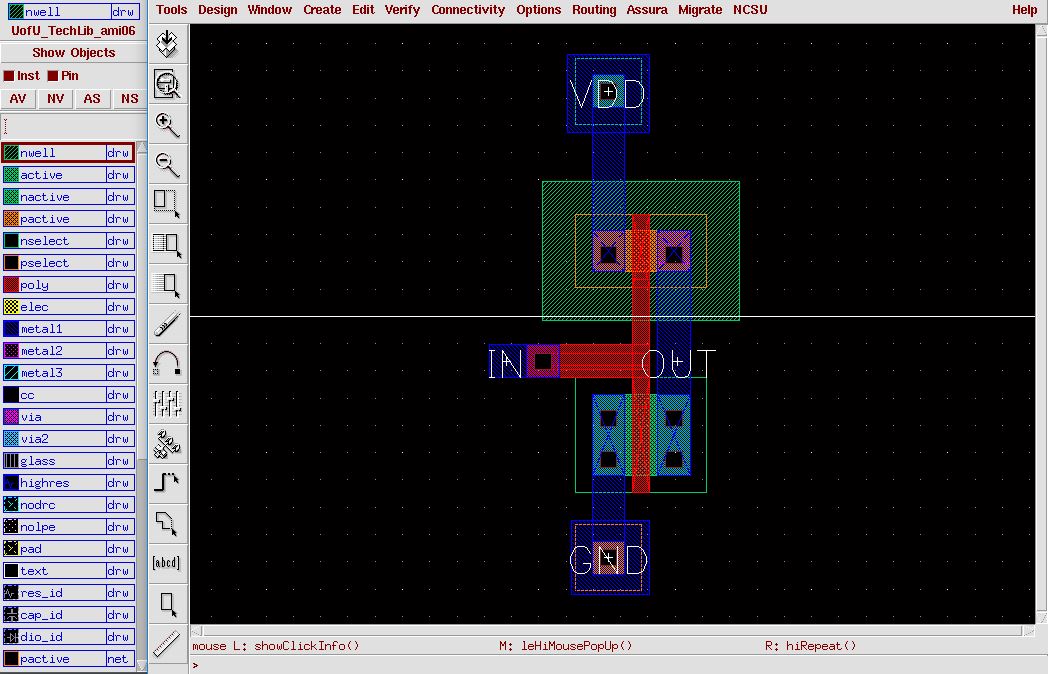 nwell drw
Tools Design Window Create Edit Verify Connectivity Options Routing Assura Migrate NCSU Help
UofU_TechLib_ami06
Show Objects
Inst Pin
AV NV AS NS
nwell drw
active drw
nactive drw
pactive drw
nselect drw
pselect drw
poly drw
elec drw
metal1 drw
metal2 drw
metal3 drw
cc drw
via drw
via2 drw
glass drw
highres drw
nodrc drw
nolpe drw
pad drw
text drw
res_id drw
cap_id drw
dio_id drw
pactive net
[abcd]
VDD
IN OUT
GND
mouse L: showClickInfo() M: leHiMousePopUp() R: hiRepeat()
>